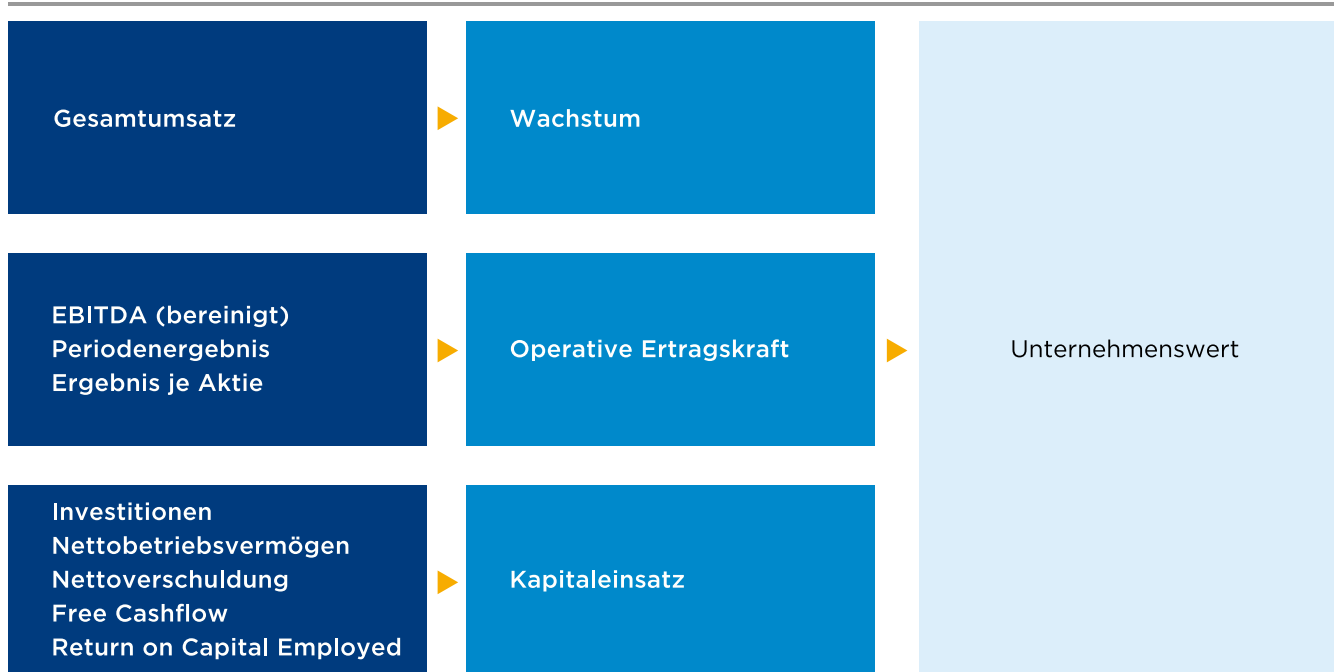 Gesamtumsatz
Wachstum
EBITDA (bereinigt)
Periodenergebnis
Ergebnis je Aktie
Operative Ertragskraft
Unternehmenswert
Investitionen
Nettobetriebsvermögen
Nettoverschuldung
Free Cashflow
Return on Capital Employed
Kapitaleinsatz